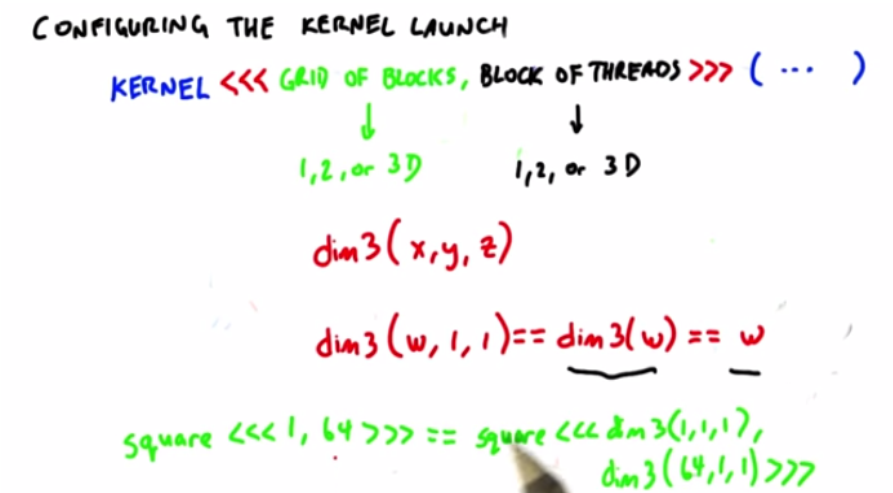 CONFIGURING THE KERNEL LAUNCH
KERNEL <<< GRID OF BLOCKS, BLOCK OF THREADS >>> ( ... )
1,2, or 3D 1,2, or 3D
dim3(x,y,z)
dim3(w,1,1)== dim3(w) == w
square <<< 1, 64 >>> == square <<< dim3(1,1,1),
dim3(64,1,1)>>>